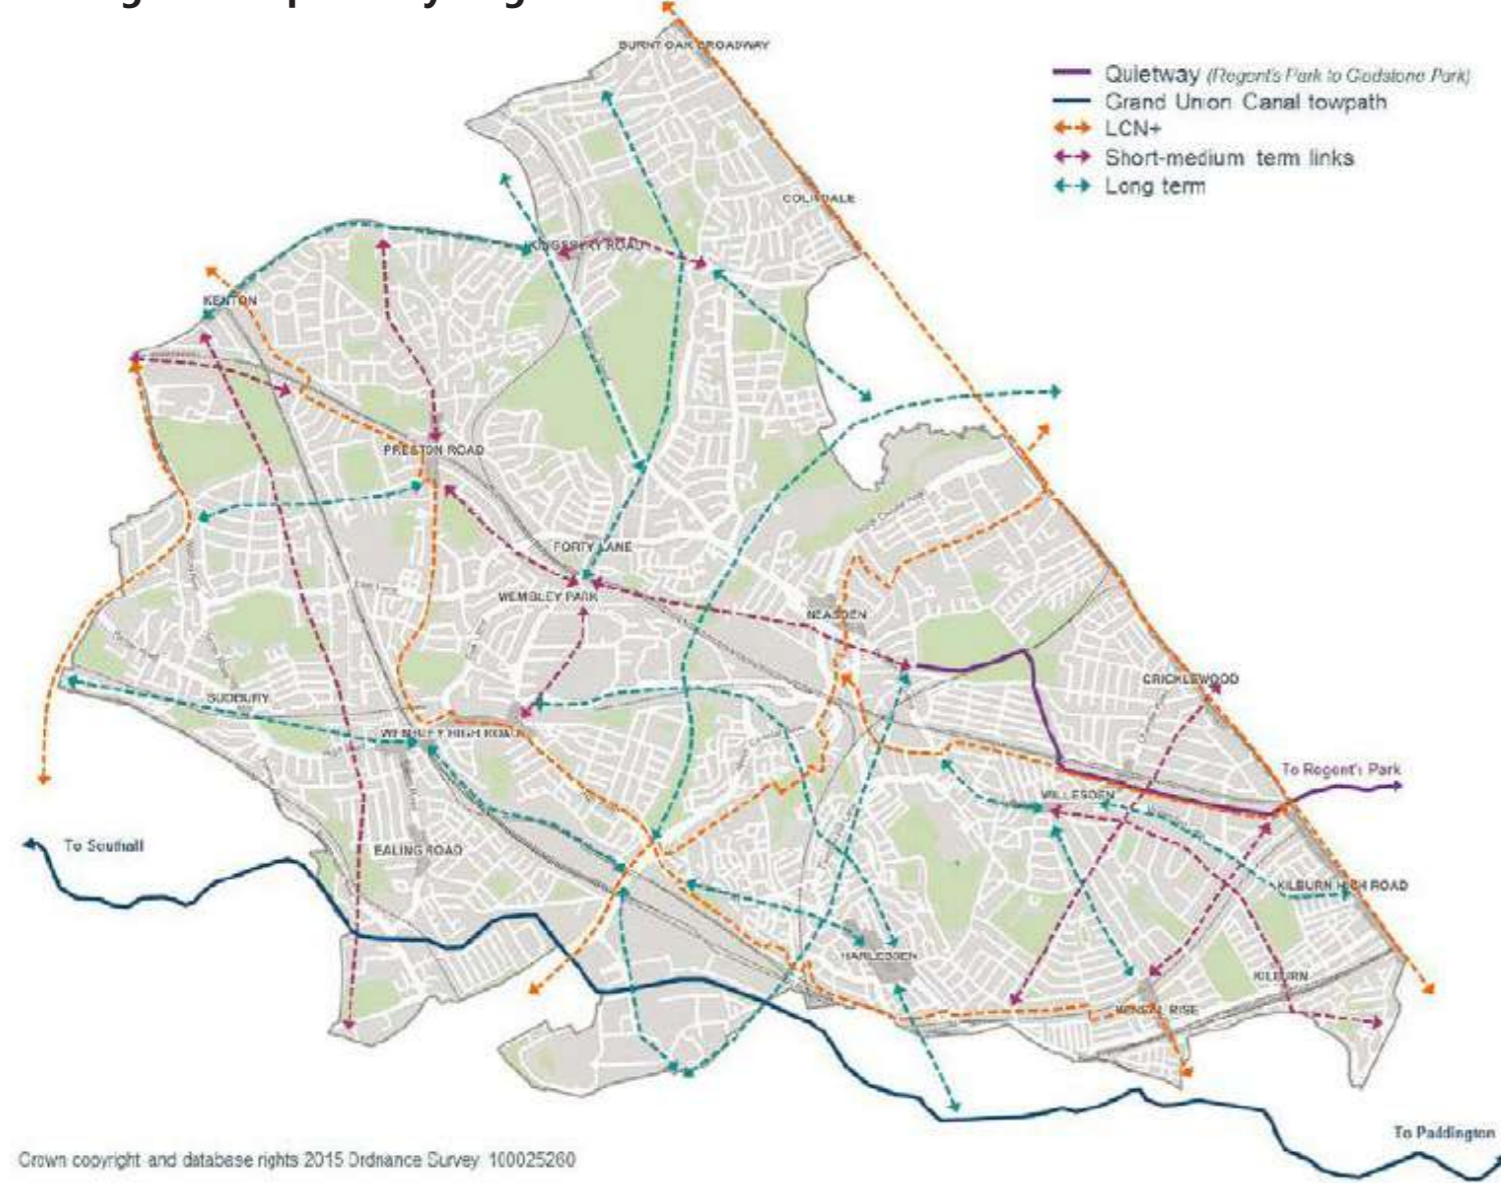 BURNT OAK BROADWAY
Quietway (Regent's Park to Gladstone Park)
Grand Union Canal towpath
LCN+
Short-medium term links
Long term
COLINDALE
KINGSBURY ROAD
KENTON
PRESTON ROAD
FORTY LANE
WEMBLEY PARK
NEASDEN
CRICKLEWOOD
SUDBURY
WEMBLEY HIGH ROAD
To Regent's Park
WILLESDEN
To Southall
EALING ROAD
KILBURN HIGH ROAD
HARLESDEN
KILBURN
KENSAL RISE
To Paddington
Crown copyright and database rights 2015 Ordnance Survey 100025260